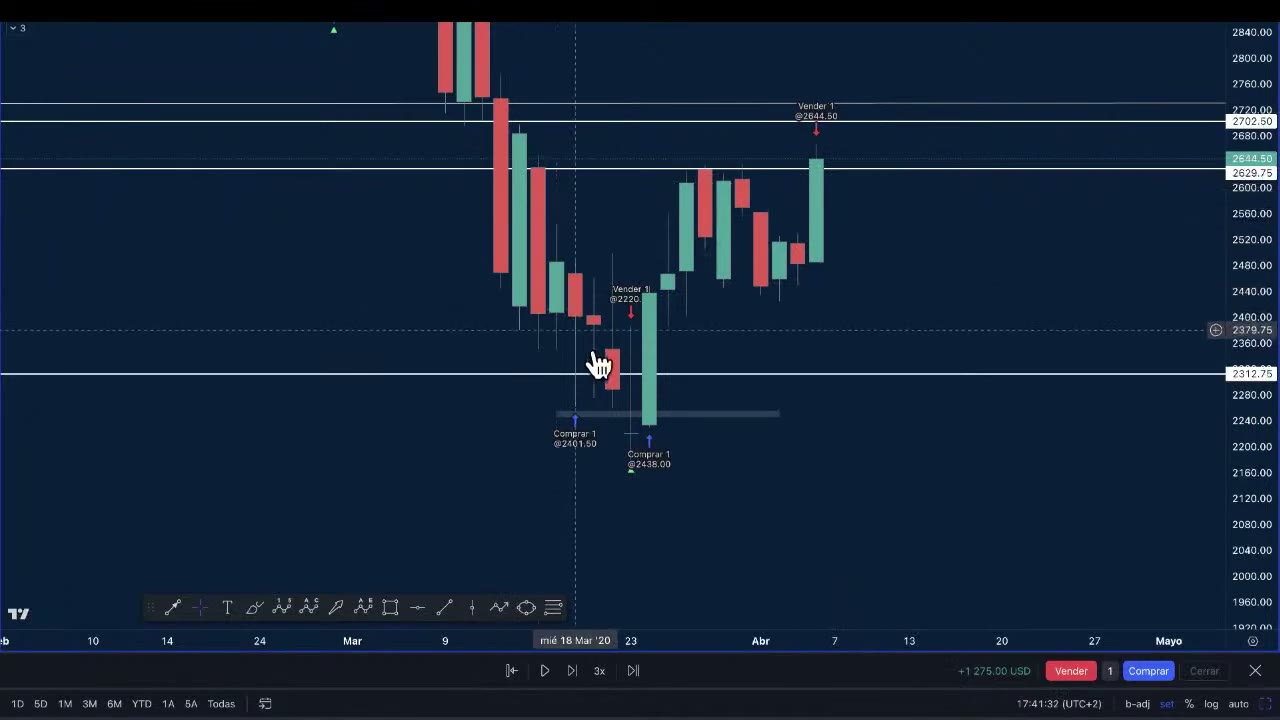 3
2840.00
2800.00
2760.00
2720.00
2702.50
2680.00
2644.50
2629.75
2600.00
2560.00
2520.00
2480.00
2440.00
2400.00
2379.75
2360.00
2312.75
2280.00
2240.00
2200.00
2160.00
2120.00
2080.00
2040.00
2000.00
1960.00
1920.00
Vender 1
@2644.50
Vender 1
@2220.
Comprar 1
@2401.50
Comprar 1
@2438.00
eb
10
14
24
Mar
9
mié 18 Mar '20
23
Abr
7
13
20
27
Mayo
3x
+1 275.00 USD
Vender
1
Comprar
Cerrar
1D 5D 1M 3M 6M YTD 1A 5A Todas
17:41:32 (UTC+2)
b-adj
set
%
log
auto